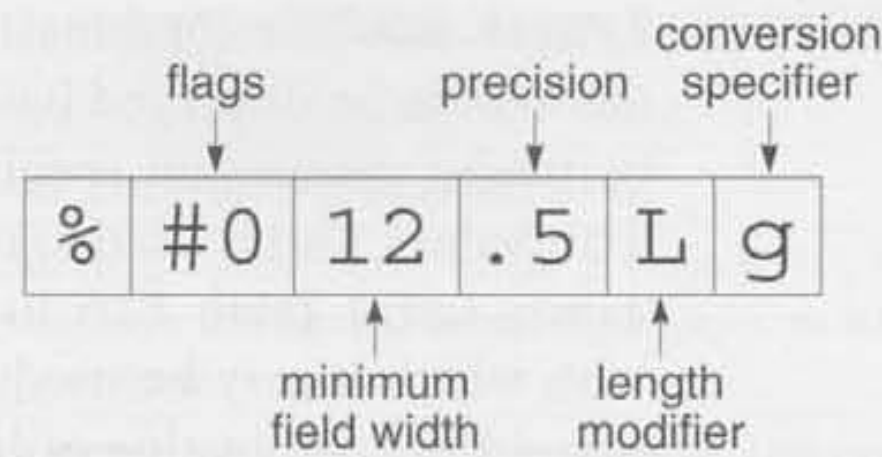 conversion
flags precision specifier
% #0 12 .5 L g
minimum length
field width modifier